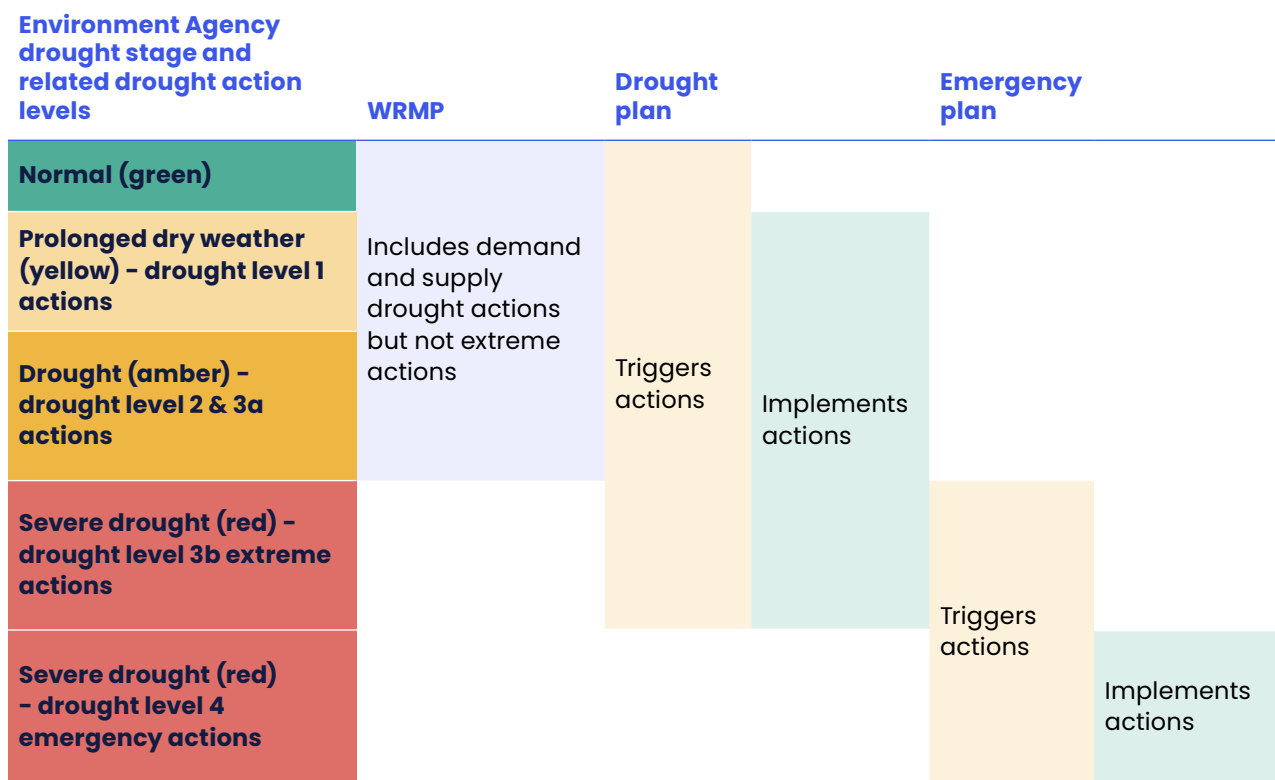 Environment Agency
drought stage and
related drought action
levels
WRMP
Drought
plan
Emergency
plan
Normal (green)
Prolonged dry weather
(yellow) - drought level 1
actions
Drought (amber) -
drought level 2 & 3a
actions
Severe drought (red) -
drought level 3b extreme
actions
Severe drought (red)
- drought level 4
emergency actions
Includes demand
and supply
drought actions
but not extreme
actions
Triggers
actions
Implements
actions
Triggers
actions
Implements
actions